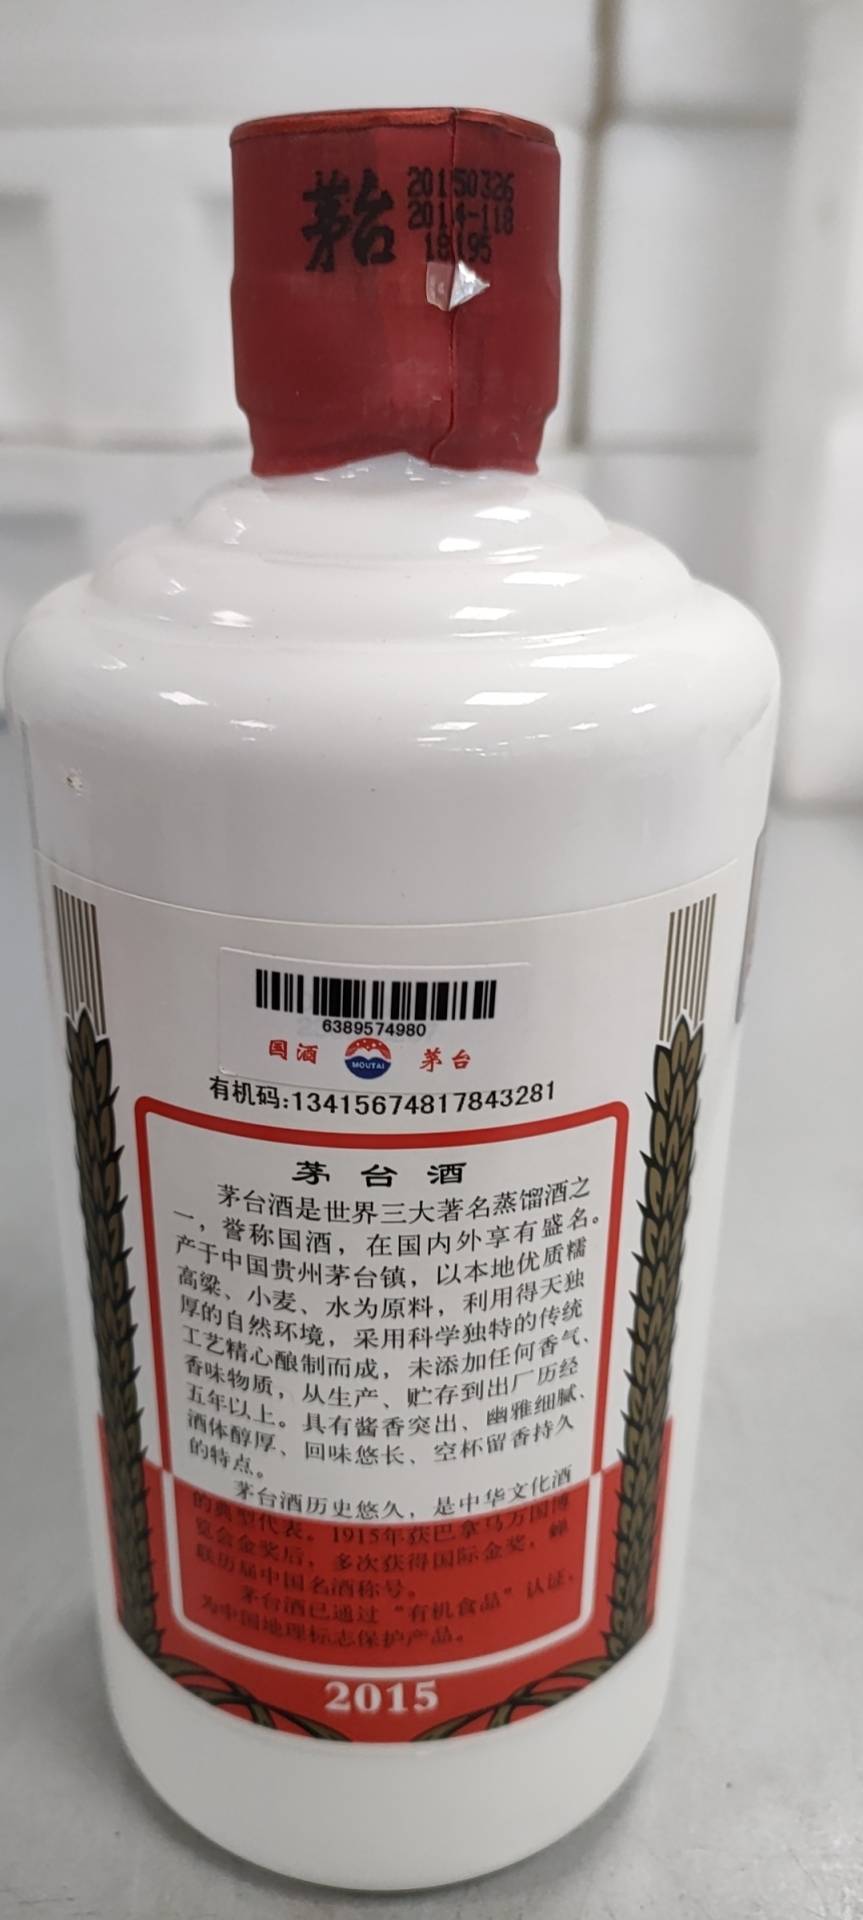 茅台
20150326
2014-118
18195
6389574980
国酒 MOUTAI 茅台
有机码:13415674817843281
茅台酒
茅台酒是世界三大著名蒸馏酒之
一，誉称国酒，在国内外享有盛名。
产于中国贵州茅台镇，以本地优质糯
高粱、小麦、水为原料，利用得天独
厚的自然环境，采用科学独特的传统
工艺精心酿制而成，未添加任何香气、
香味物质，从生产、贮存到出厂历经
五年以上。具有酱香突出、幽雅细腻、
酒体醇厚、回味悠长、空杯留香持久
的特点。
茅台酒历史悠久，是中华文化酒
的典型代表。1915年获巴拿马万国博
览会金奖后，多次获得国际金奖，蝉
联历届中国名酒称号。
茅台酒已通过“有机食品”认证，
为中国地理标志保护产品。
2015